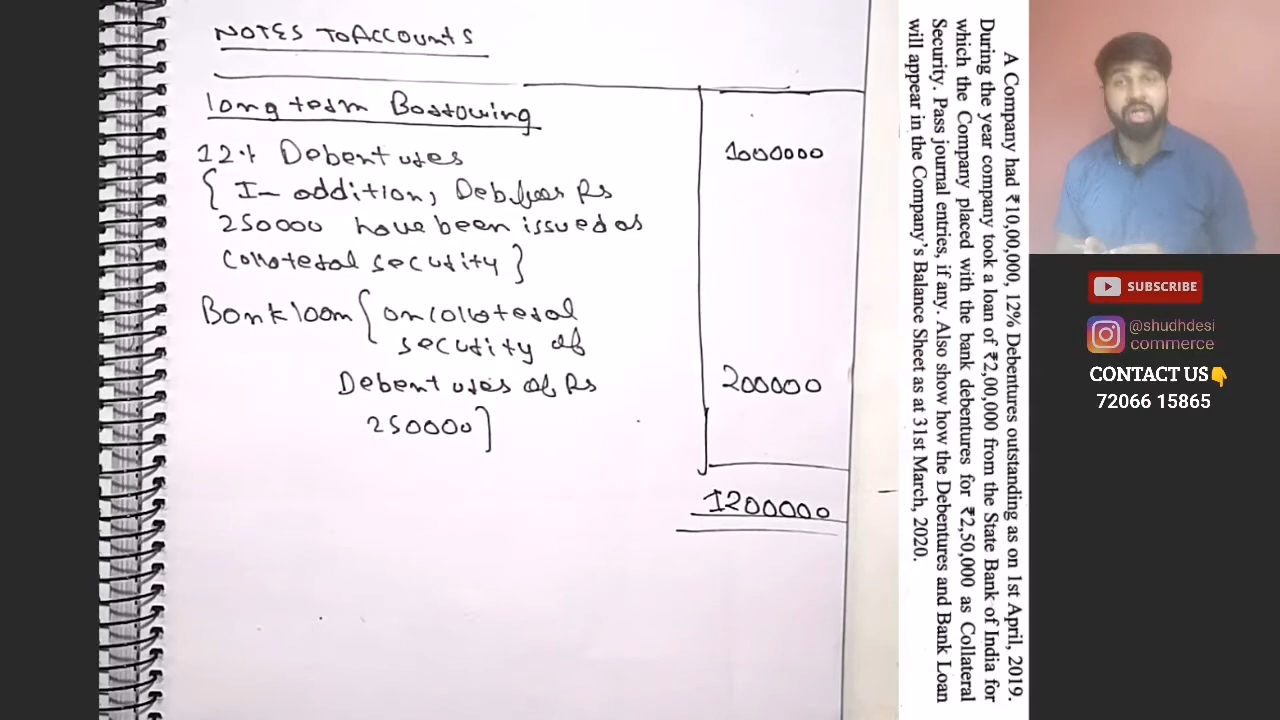 NOTES TO ACCOUNTS
long term Borrowing
12% Debentures 1000000
{ In addition, Rs
250000 have been issued as
collateral security }
Bank loan { on collateral
security of
Debentures of Rs 200000
250000 ]
1200000
A Company had ₹10,00,000, 12% Debentures outstanding as on 1st April, 2019.
During the year company took a loan of ₹2,00,000 from the State Bank of India for
which the Company placed with the bank debentures for ₹2,50,000 as Collateral
Security. Pass journal entries, if any. Also show how the Debentures and Bank Loan
will appear in the Company's Balance Sheet as at 31st March, 2020.
SUBSCRIBE
@shudhdesi
commerce
CONTACT US👇
72066 15865